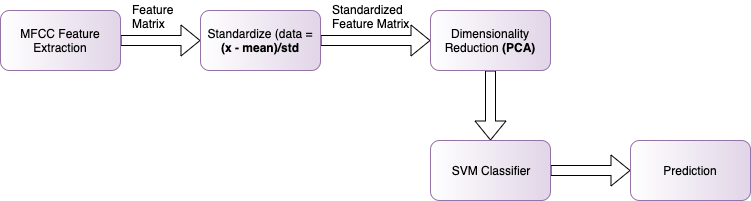 MFCC Feature
Extraction
Feature
Matrix
Standardize (data =
(x - mean)/std
Standardized
Feature Matrix
Dimensionality
Reduction (PCA)
SVM Classifier
Prediction